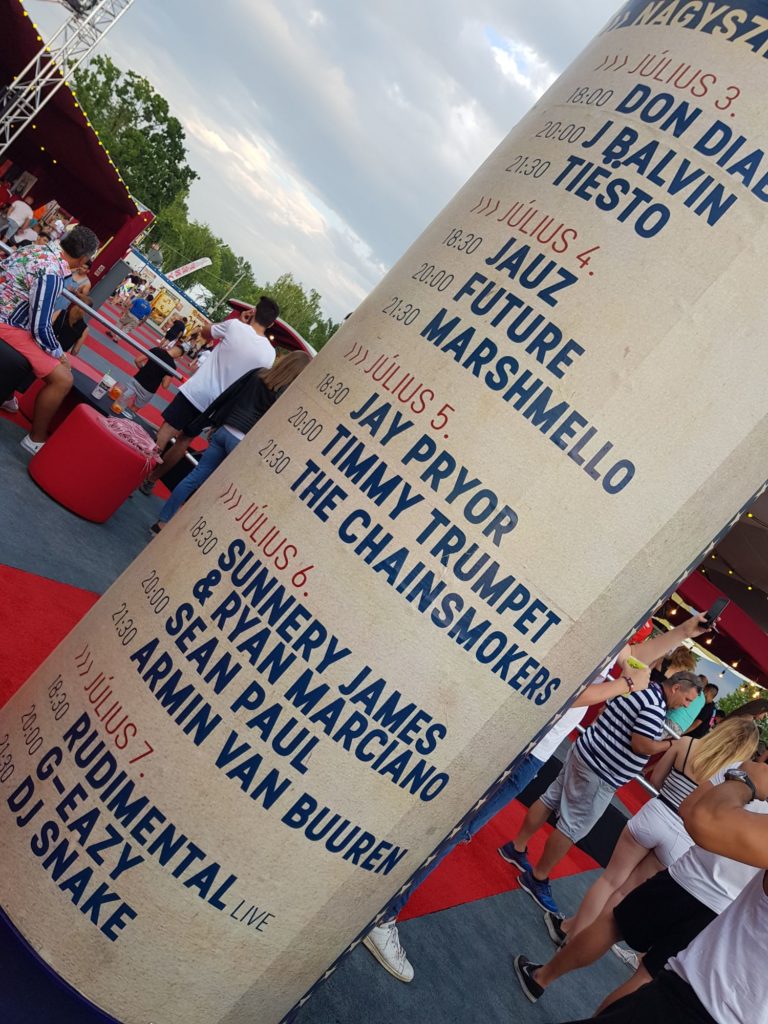 ››› JÚLIUS 3.
18:00 DON
20:00 J BALVIN
21:30 TIËSTO
››› JÚLIUS 4.
18:30 JAUZ
20:00 FUTURE
21:30 MARSHMELLO
››› JÚLIUS 5.
18:30 JAY PRYOR
20:00 TIMMY TRUMPET
21:30 THE CHAINSMOKERS
››› JÚLIUS 6.
18:30 SUNNERY JAMES
& RYAN MARCIANO
20:00 SEAN PAUL
21:30 ARMIN VAN BUUREN
››› JÚLIUS 7.
18:30 RUDIMENTAL LIVE
20:00 G-EAZY
21:30 DJ SNAKE